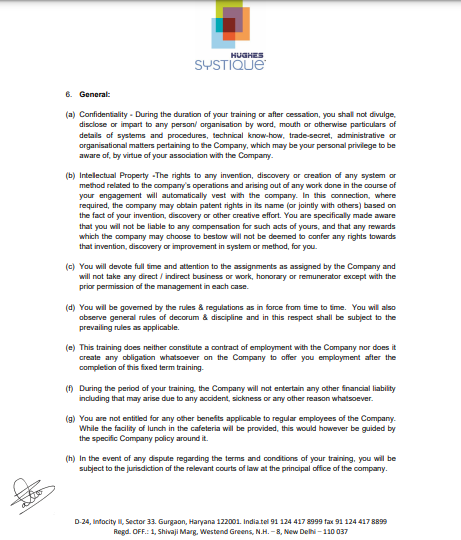 HUGHES
SYSTIQUE
6. General:
(a) Confidentiality - During the duration of your training or after cessation, you shall not divulge,
disclose or impart to any person/ organisation by word, mouth or otherwise particulars of
details of systems and procedures, technical know-how, trade-secret, administrative or
organisational matters pertaining to the Company, which may be your personal privilege to be
aware of, by virtue of your association with the Company.
(b) Intellectual Property -The rights to any invention, discovery or creation of any system or
method related to the company's operations and arising out of any work done in the course of
your engagement will automatically vest with the company. In this connection, where
required, the company may obtain patent rights in its name (or jointly with others) based on
the fact of your invention, discovery or other creative effort. You are specifically made aware
that you will not be liable to any compensation for such acts of yours, and that any rewards
which the company may choose to bestow will not be deemed to confer any rights towards
that invention, discovery or improvement in system or method, for you.
(c) You will devote full time and attention to the assignments as assigned by the Company and
will not take any direct / indirect business or work, honorary or remunerator except with the
prior permission of the management in each case.
(d) You will be governed by the rules & regulations as in force from time to time. You will also
observe general rules of decorum & discipline and in this respect shall be subject to the
prevailing rules as applicable.
(e) This training does neither constitute a contract of employment with the Company nor does it
create any obligation whatsoever on the Company to offer you employment after the
completion of this fixed term training.
(f) During the period of your training, the Company will not entertain any other financial liability
including that may arise due to any accident, sickness or any other reason whatsoever.
(g) You are not entitled for any other benefits applicable to regular employees of the Company.
While the facility of lunch in the cafeteria will be provided, this would however be guided by
the specific Company policy around it.
(h) In the event of any dispute regarding the terms and conditions of your training, you will be
subject to the jurisdiction of the relevant courts of law at the principal office of the company.
D-24, Infocity II, Sector 33. Gurgaon, Haryana 122001. India.tel 91 124 417 8999 fax 91 124 417 8899
Regd. OFF.: 1, Shivaji Marg, Westend Greens, N.H. – 8, New Delhi – 110 037